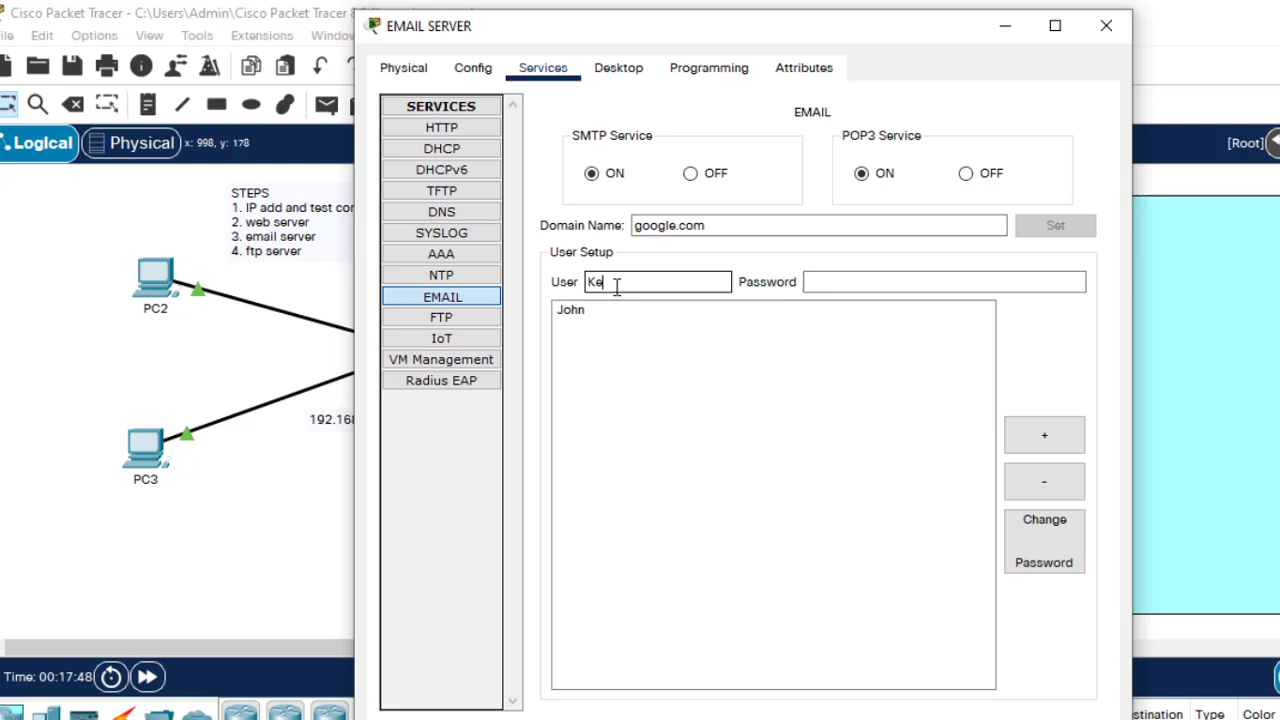 Cisco Packet Tracer - C:\Users\Admin\Cisco Packet Tracer
EMAIL SERVER
Edit Options View Tools Extensions Window
Physical Config Services Desktop Programming Attributes
Logical Physical x: 998, y: 178
[Root]
STEPS
1. IP add and test con
2. web server
3. email server
4. ftp server
PC2
PC3
192.168
SERVICES
HTTP
DHCP
DHCPv6
TFTP
DNS
SYSLOG
AAA
NTP
EMAIL
FTP
IoT
VM Management
Radius EAP
EMAIL
SMTP Service
ON OFF
POP3 Service
ON OFF
Domain Name: google.com Set
User Setup
User Ke Password
John
+
-
Change
Password
Time: 00:17:48
stination Type Color